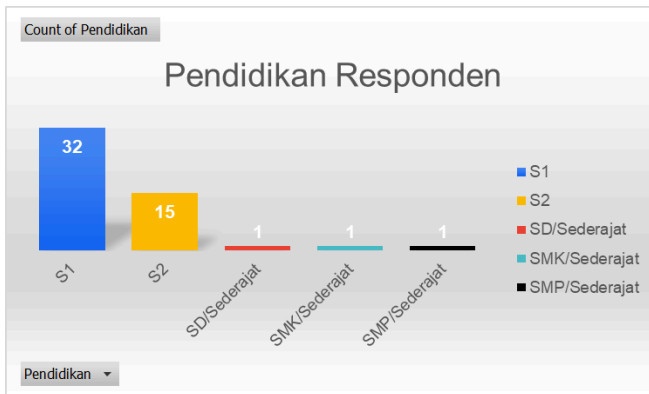 Count of Pendidikan
Pendidikan Responden
32
15
1
1
1
S1
S2
SD/Sederajat
SMK/Sederajat
SMP/Sederajat
S1
S2
SD/Sederajat
SMK/Sederajat
SMP/Sederajat
Pendidikan